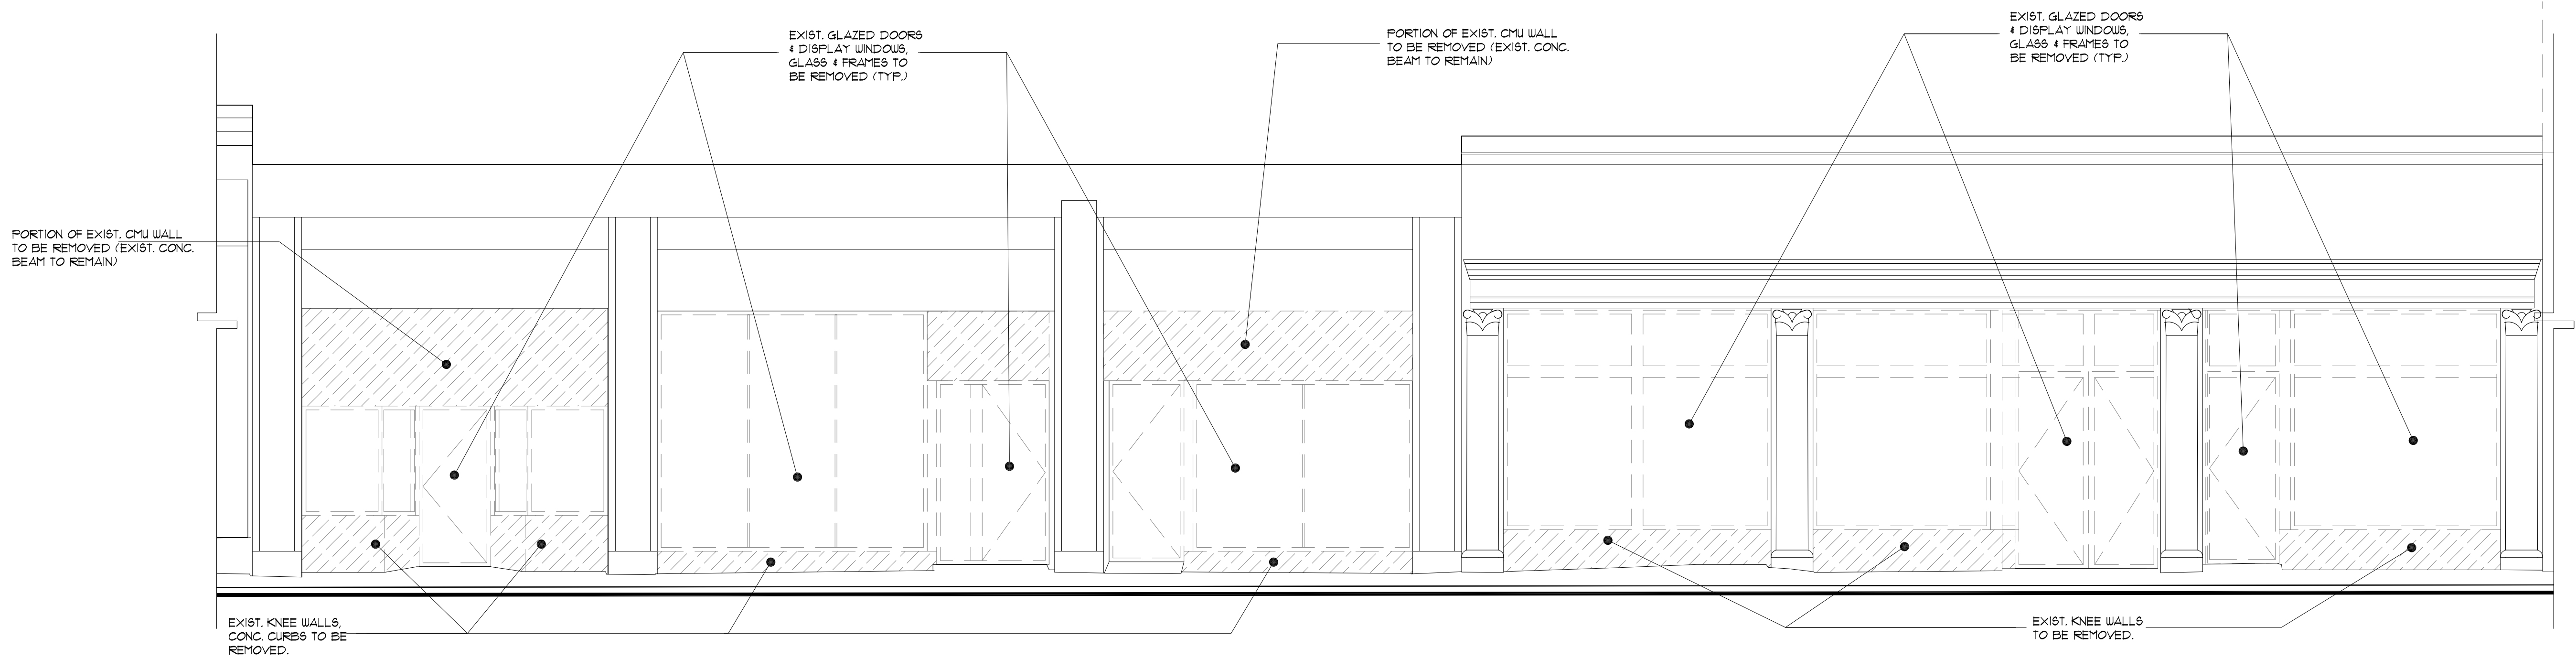 EXIST. GLAZED DOORS
& DISPLAY WINDOWS,
GLASS & FRAMES TO
BE REMOVED (TYP.)
PORTION OF EXIST. CMU WALL
TO BE REMOVED (EXIST. CONC.
BEAM TO REMAIN)
EXIST. GLAZED DOORS
& DISPLAY WINDOWS,
GLASS & FRAMES TO
BE REMOVED (TYP.)
PORTION OF EXIST. CMU WALL
TO BE REMOVED (EXIST. CONC.
BEAM TO REMAIN)
EXIST. KNEE WALLS,
CONC. CURBS TO BE
REMOVED.
EXIST. KNEE WALLS
TO BE REMOVED.